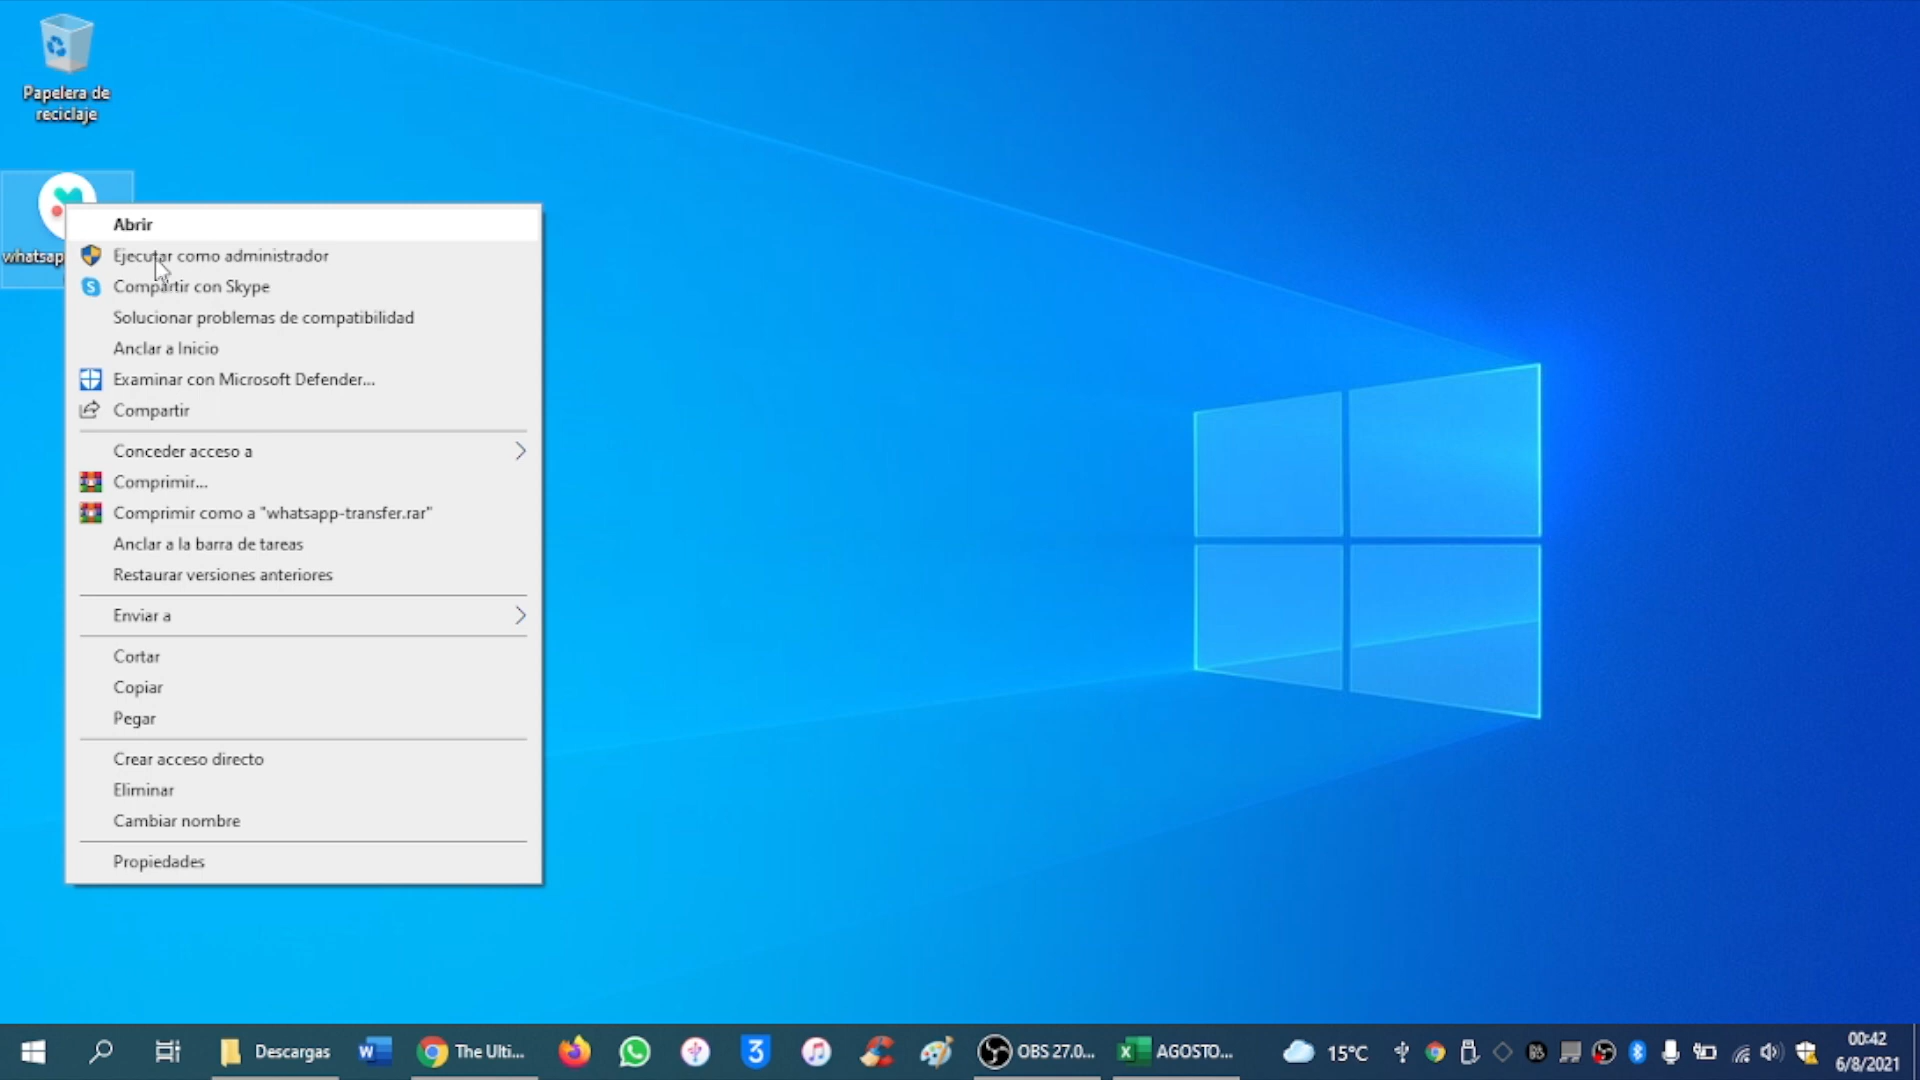 Papelera de
reciclaje
whatsap
Abrir
Ejecutar como administrador
Compartir con Skype
Solucionar problemas de compatibilidad
Anclar a Inicio
Examinar con Microsoft Defender...
Compartir
Conceder acceso a
Comprimir...
Comprimir como a "whatsapp-transfer.rar"
Anclar a la barra de tareas
Restaurar versiones anteriores
Enviar a
Cortar
Copiar
Pegar
Crear acceso directo
Eliminar
Cambiar nombre
Propiedades
Descargas
The Ulti...
3
OBS 27.0...
AGOSTO...
15°C
00:42
6/8/2021